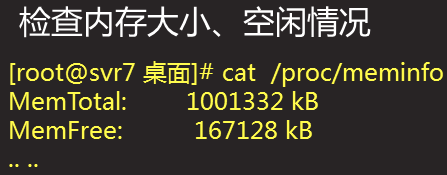 检查内存大小、空闲情况
[root@svr7 桌面]# cat  /proc/meminfo
MemTotal:         1001332 kB
MemFree:           167128 kB
.. ..